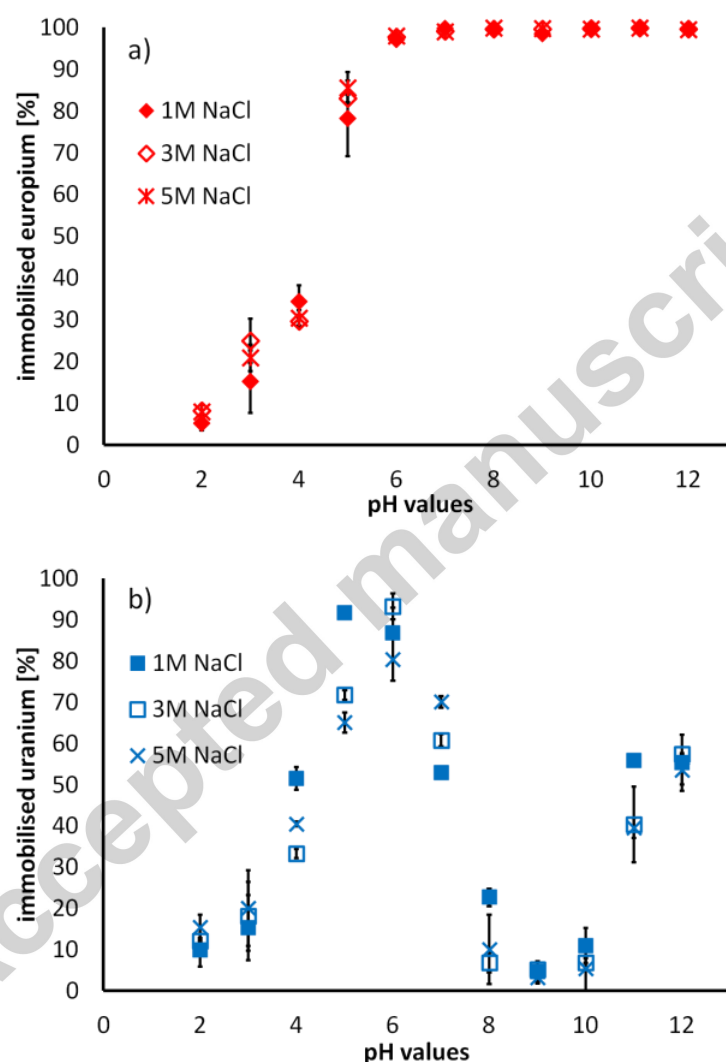 a)
immobilised europium [%]
100
90
80
70
60
50
40
30
20
10
0
1M NaCl
3M NaCl
5M NaCl
0 2 4 6 8 10 12
pH values
b)
immobilised uranium [%]
100
90
80
70
60
50
40
30
20
10
0
1M NaCl
3M NaCl
5M NaCl
0 2 4 6 8 10 12
pH values
accepted manuscri